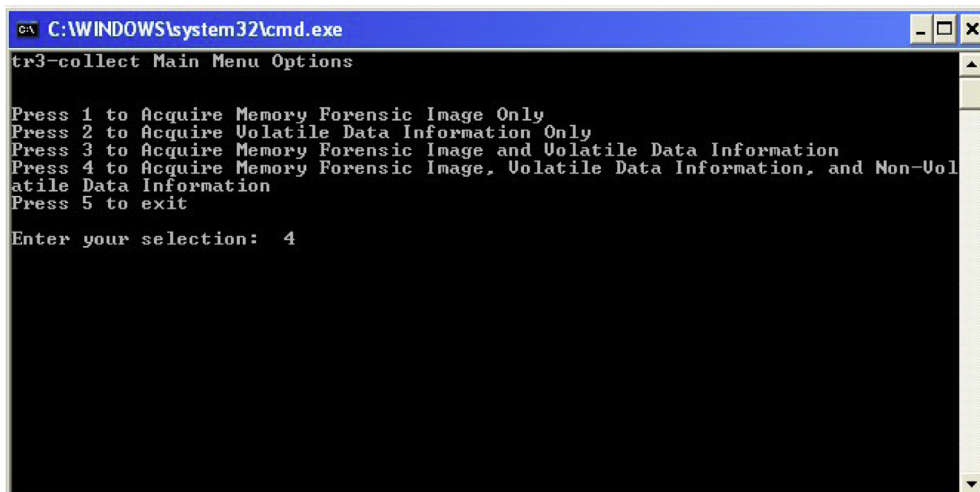 C:\WINDOWS\system32\cmd.exe
tr3-collect Main Menu Options
Press 1 to Acquire Memory Forensic Image Only
Press 2 to Acquire Volatile Data Information Only
Press 3 to Acquire Memory Forensic Image and Volatile Data Information
Press 4 to Acquire Memory Forensic Image, Volatile Data Information, and Non-Vol
atile Data Information
Press 5 to exit
Enter your selection:  4